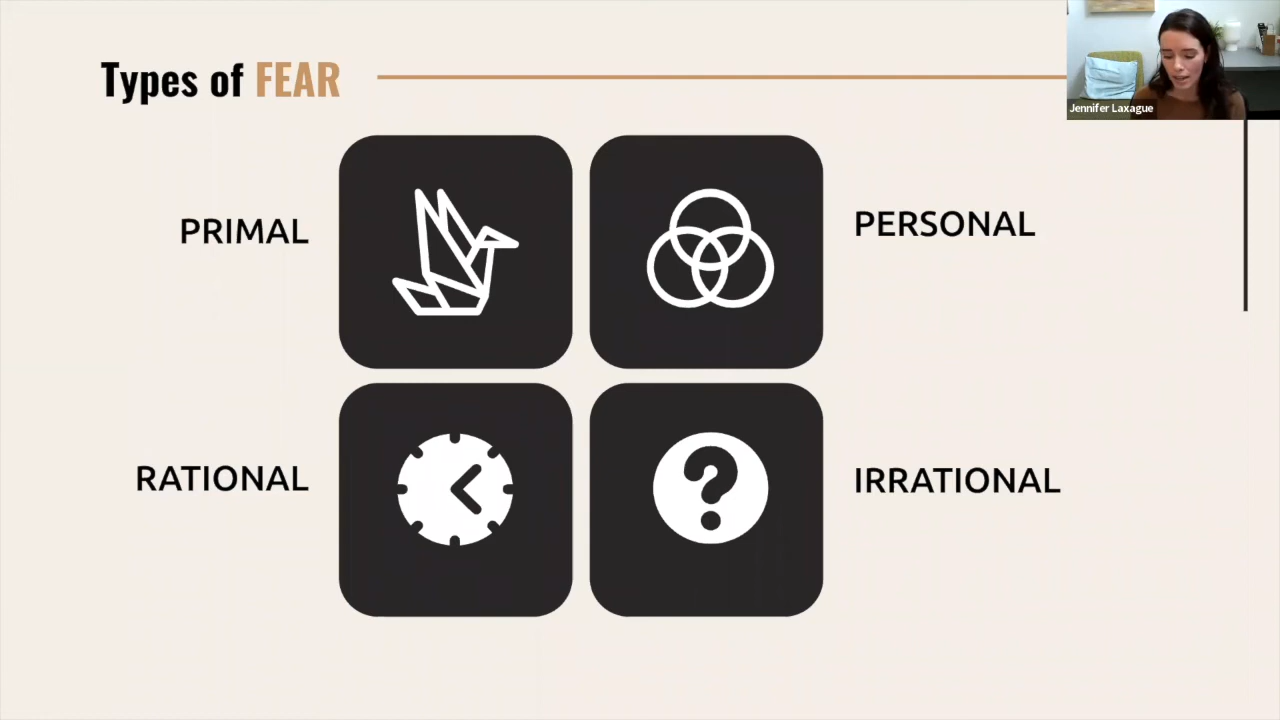 Types of FEAR
Jennifer Laxague
PRIMAL
PERSONAL
RATIONAL
IRRATIONAL